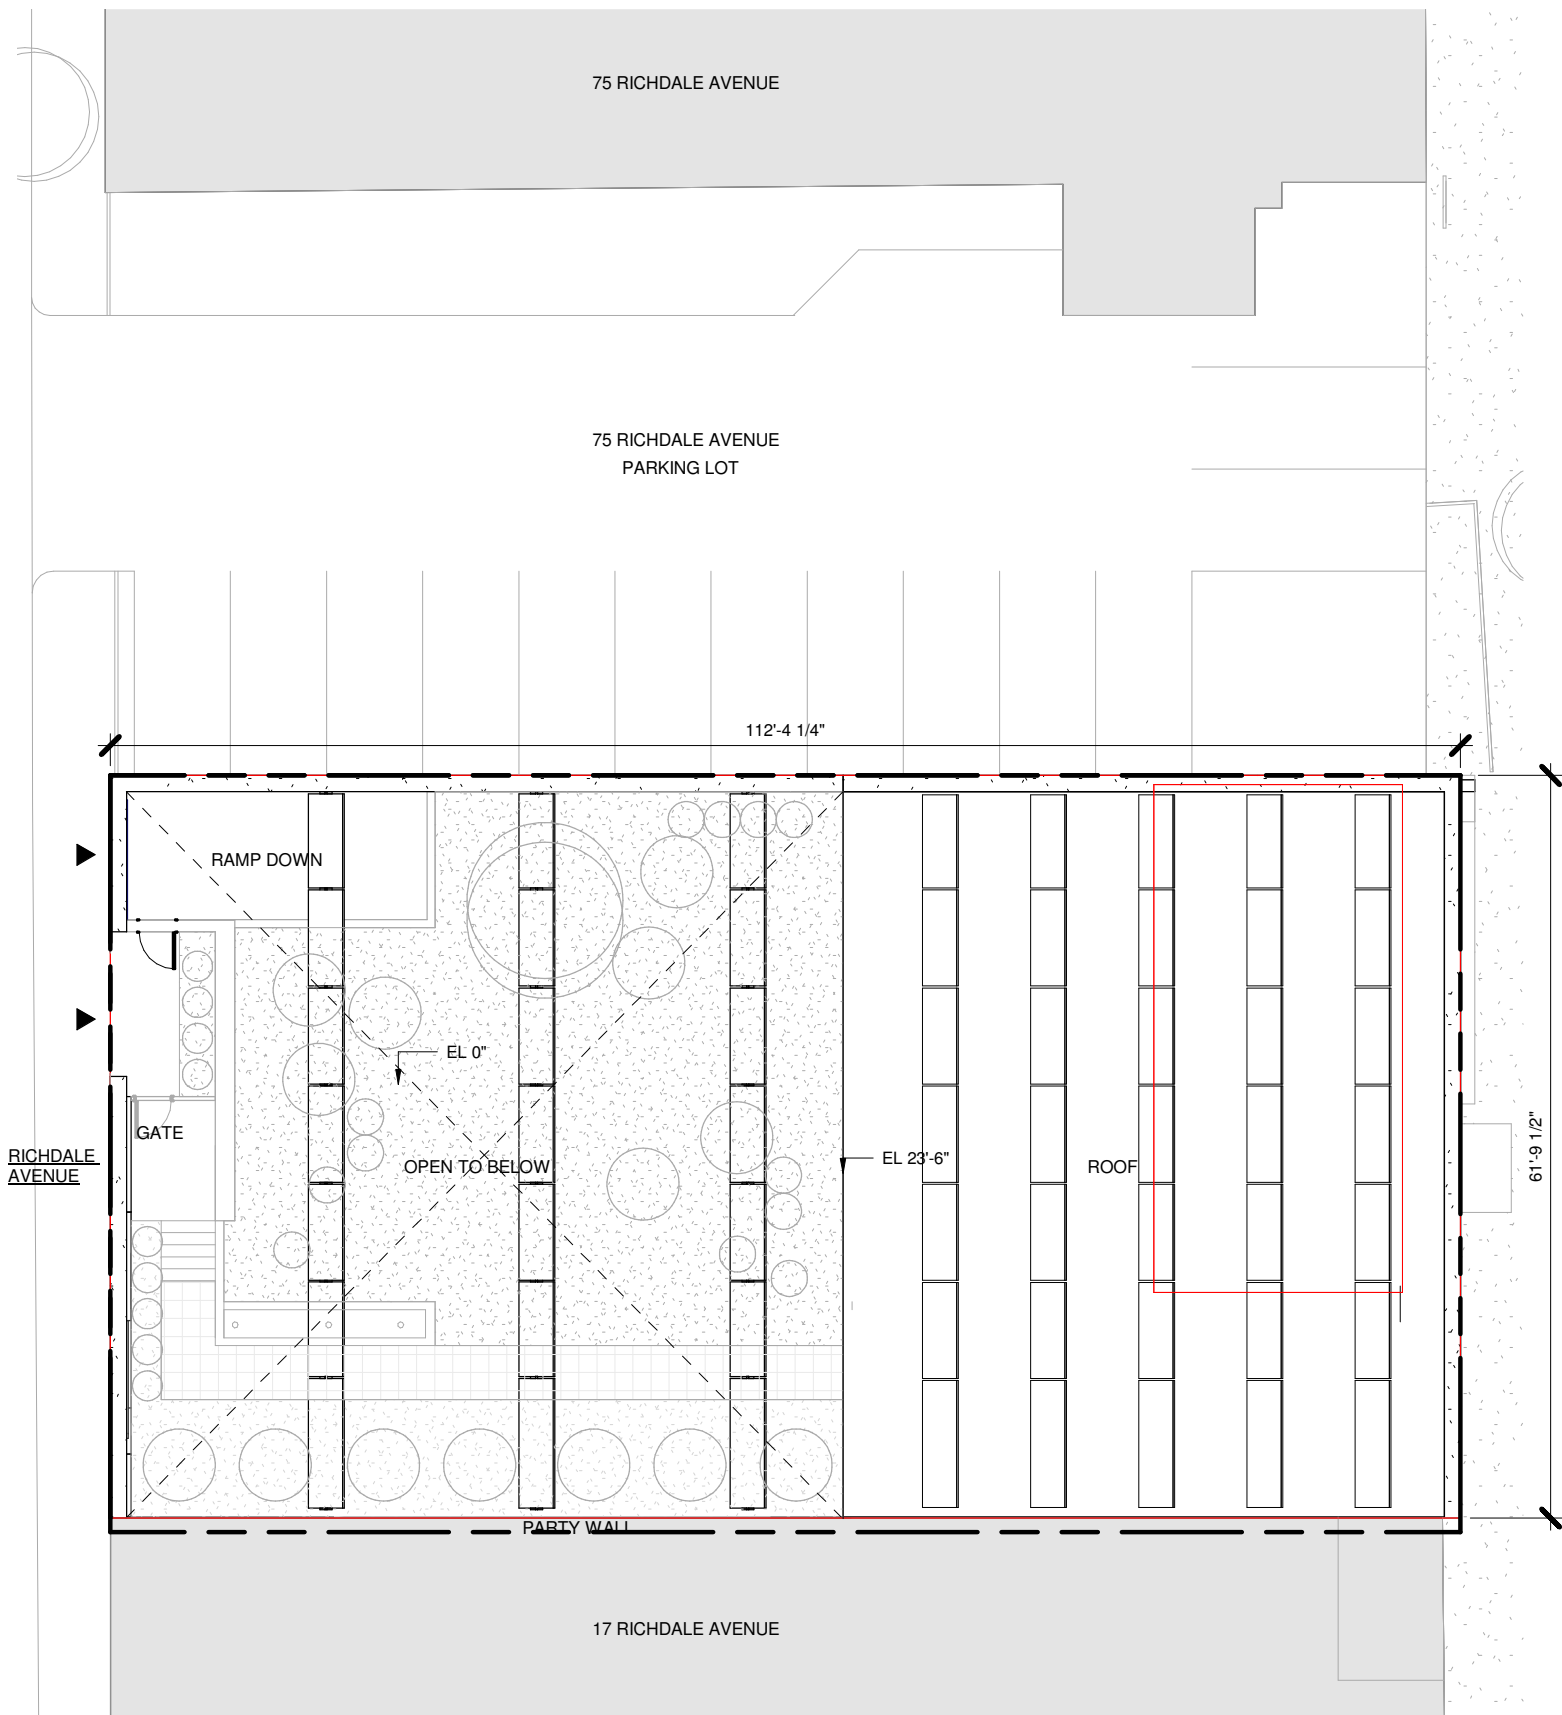 75 RICHDALE AVENUE
75 RICHDALE AVENUE
PARKING LOT
112'-4 1/4"
RAMP DOWN
EL 0"
GATE
RICHDALE
AVENUE
OPEN TO BELOW
EL 23'-6"
ROOF
61'-9 1/2"
PARTY WALL
17 RICHDALE AVENUE